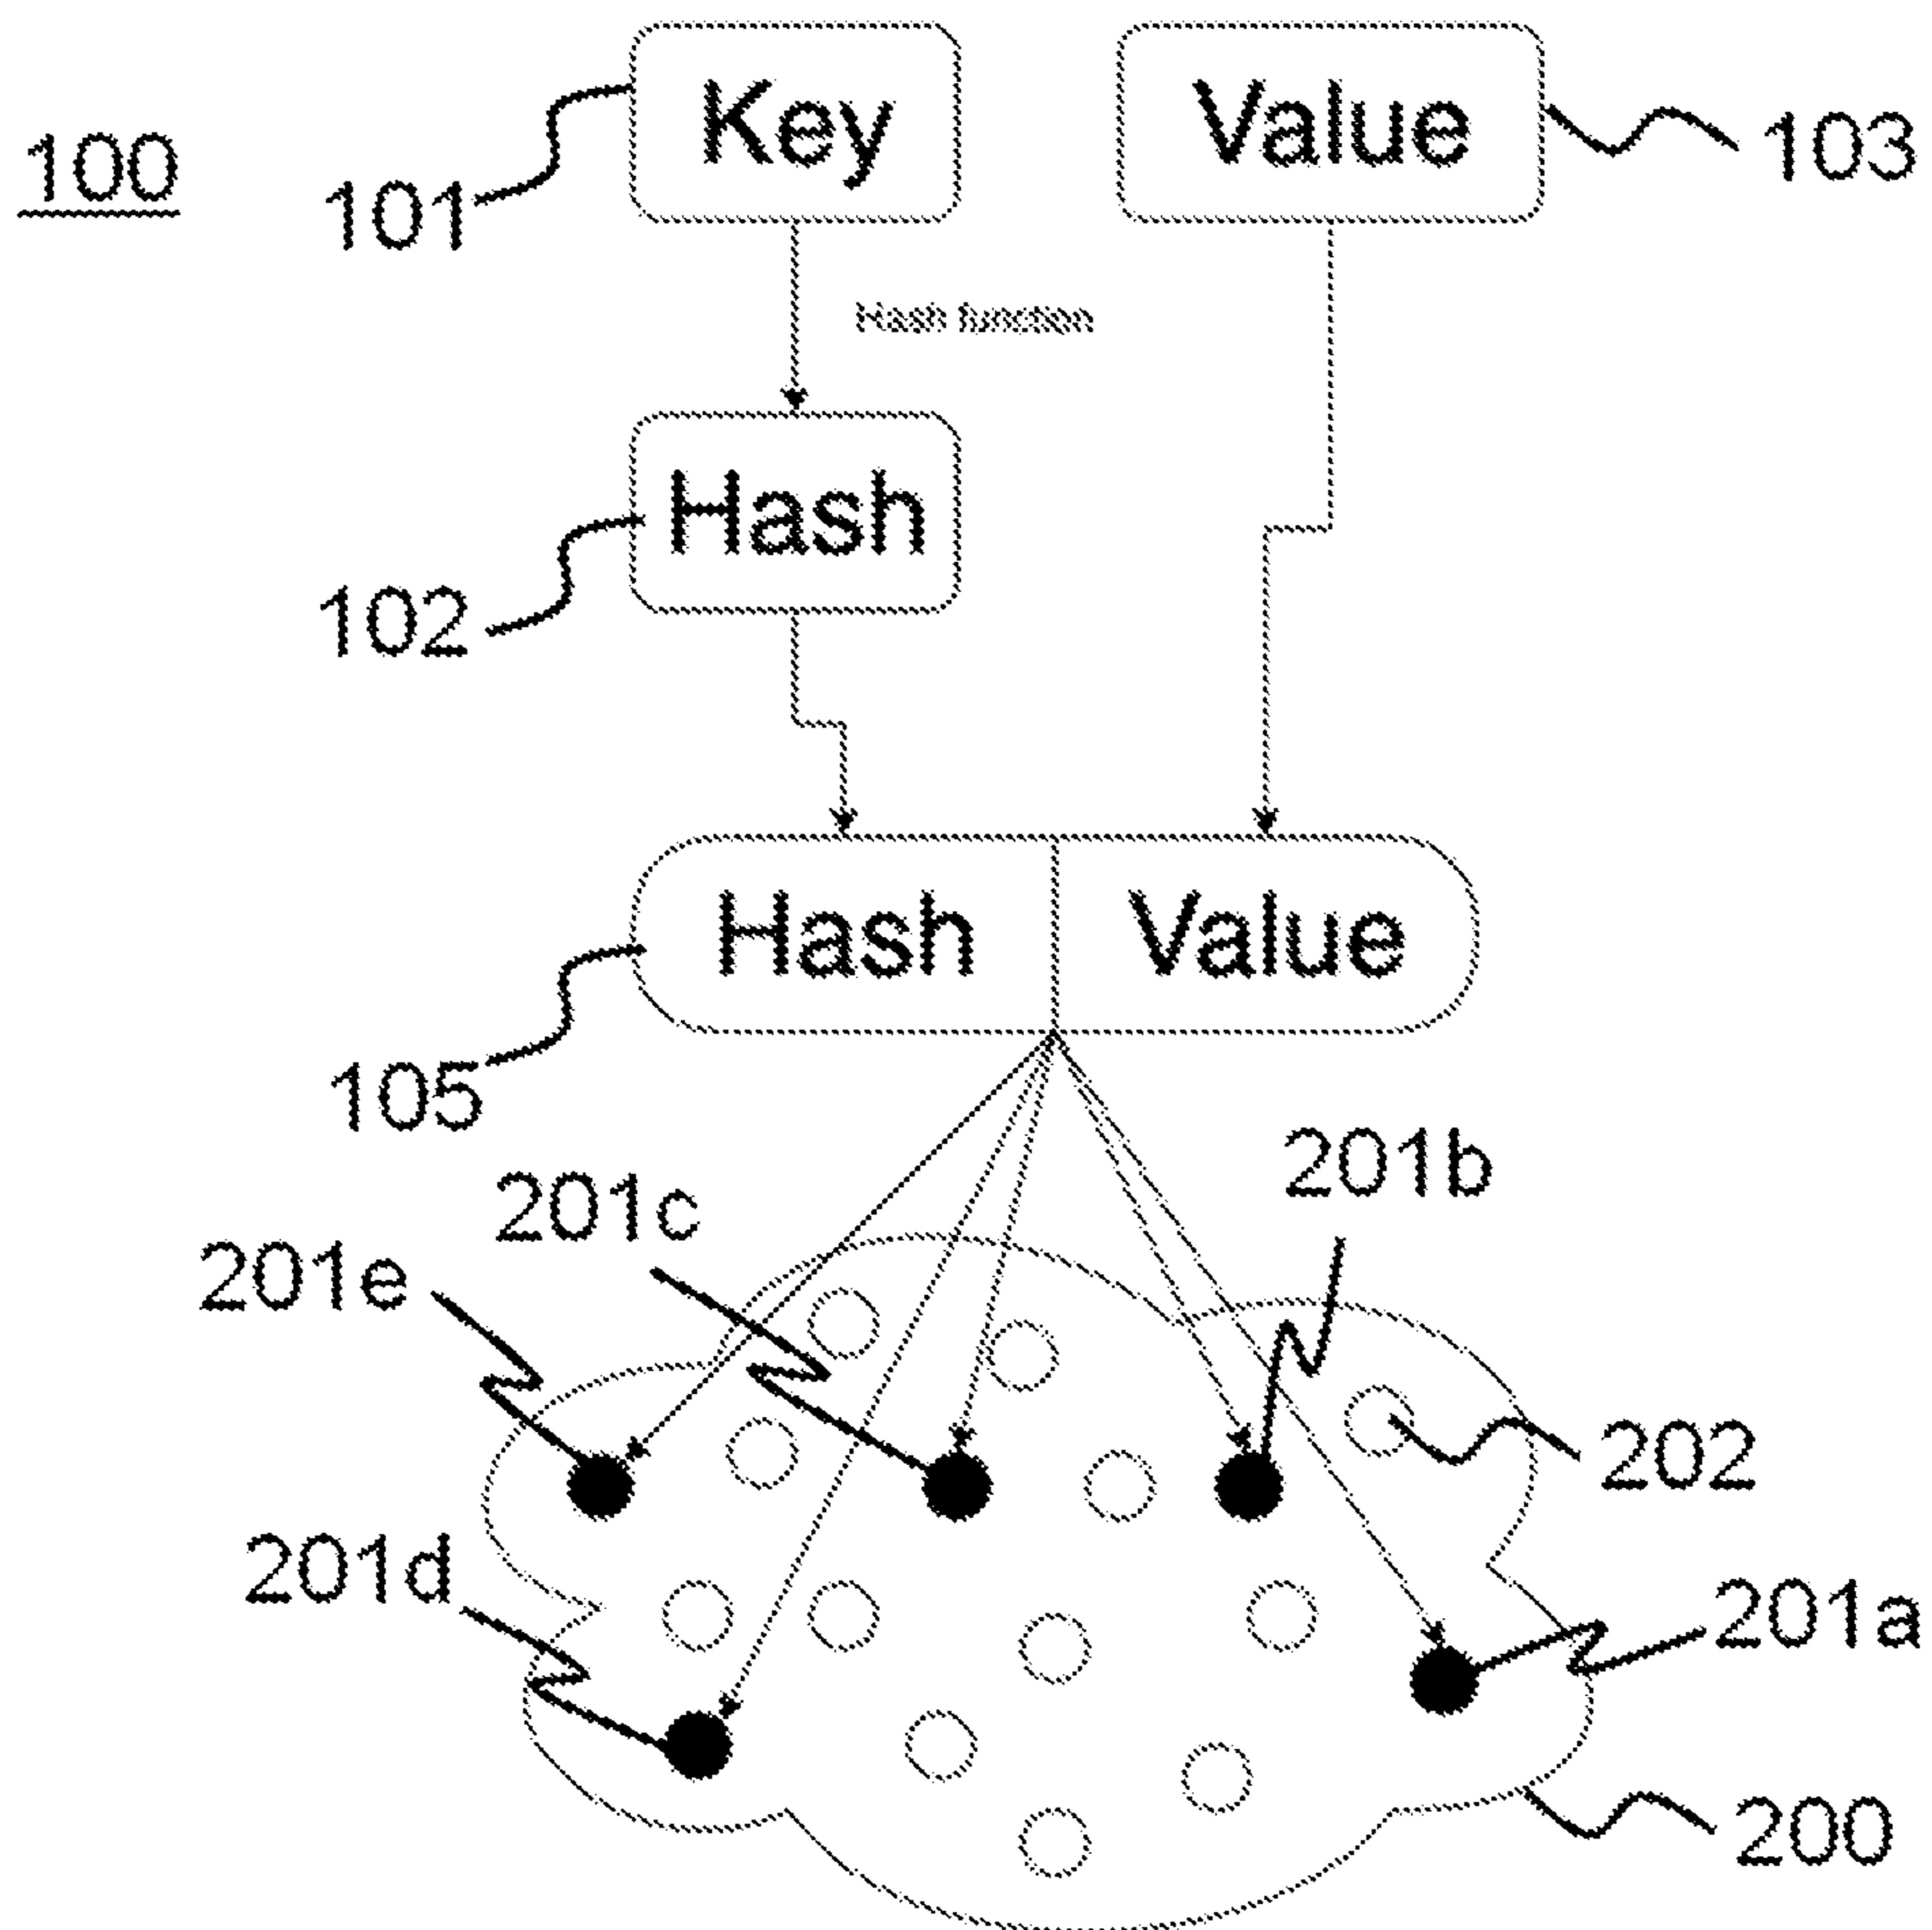 Key
Value
100
101
103
Hash function
Hash
102
Hash Value
105
201b
201c
201e
202
201d
201a
200